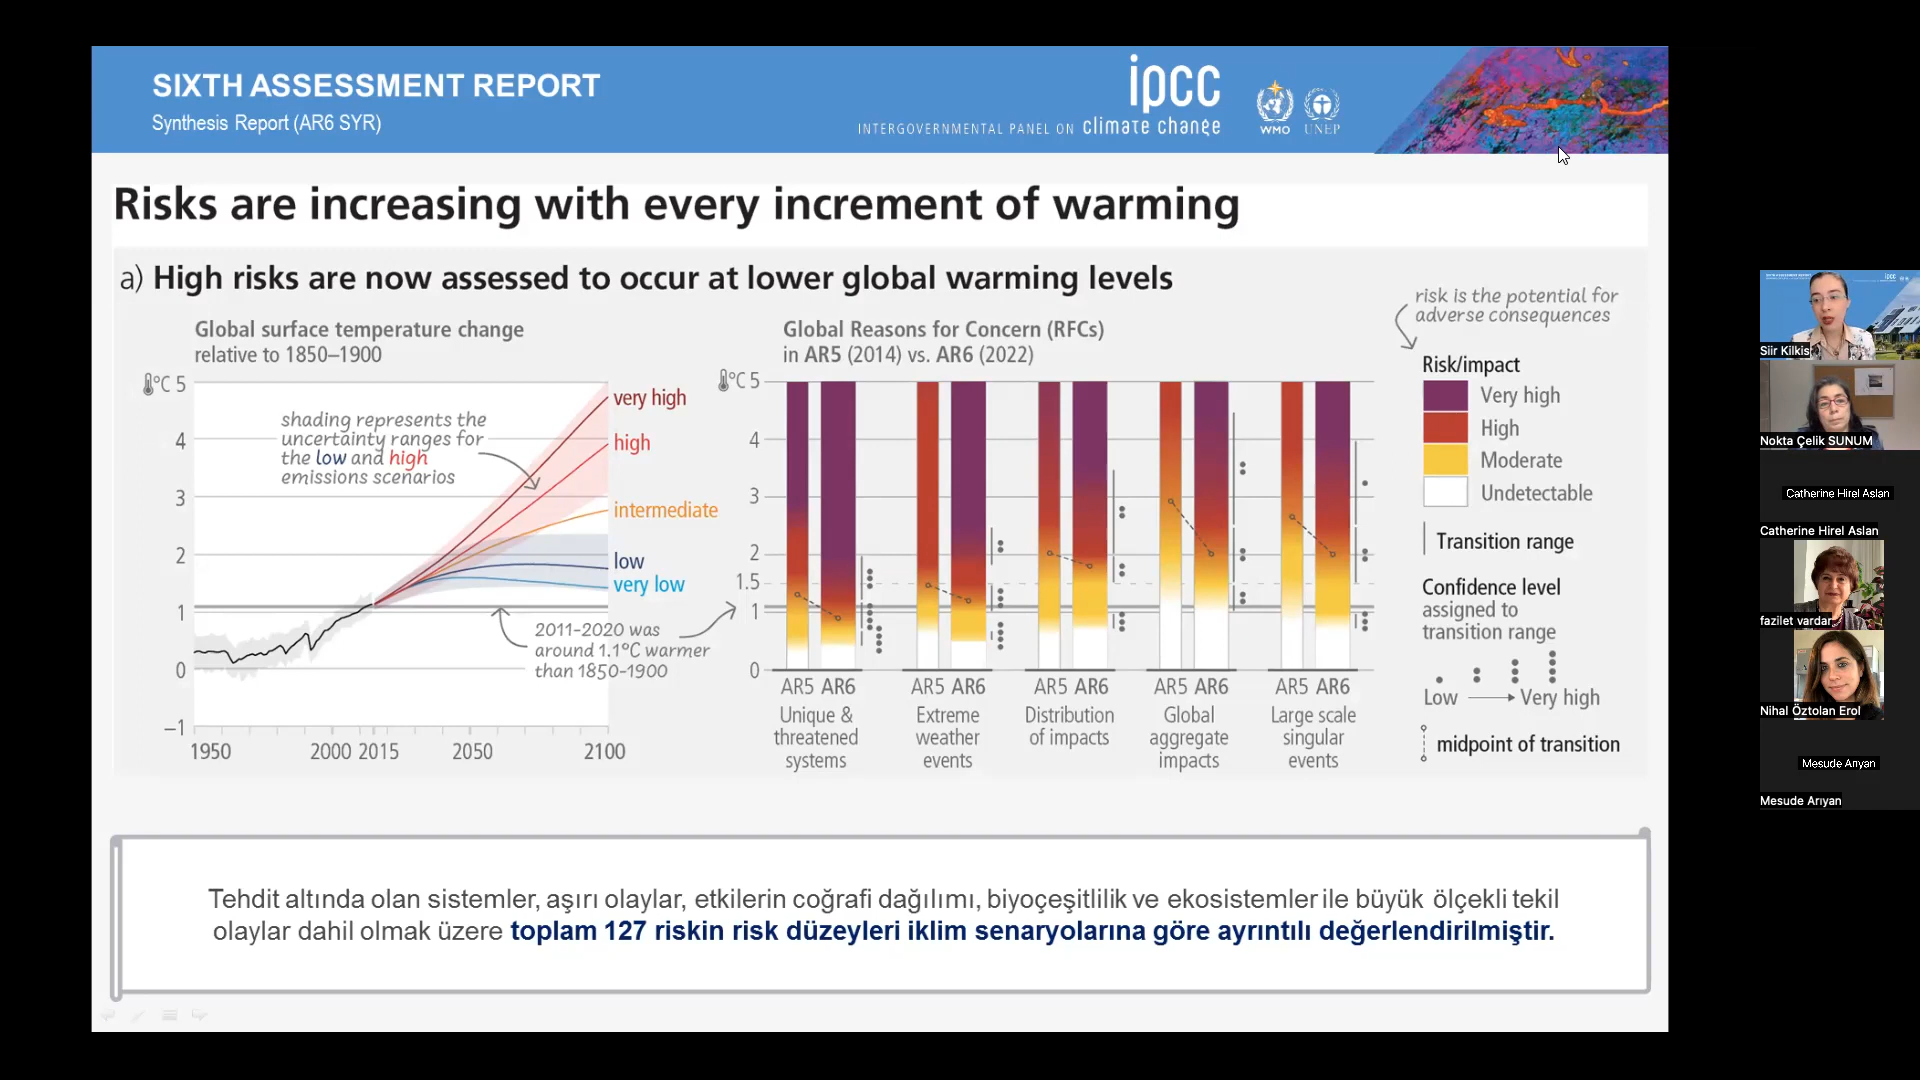 SIXTH ASSESSMENT REPORT
Synthesis Report (AR6 SYR)
ipcc
INTERGOVERNMENTAL PANEL ON climate change
WMO
UNEP
Risks are increasing with every increment of warming
a) High risks are now assessed to occur at lower global warming levels
Global surface temperature change
relative to 1850–1900
°C 5
4
3
2
1
0
−1
1950
2000
2015
2050
2100
shading represents the
uncertainty ranges for
the low and high
emissions scenarios
very high
high
intermediate
low
very low
2011-2020 was
around 1.1°C warmer
than 1850-1900
Global Reasons for Concern (RFCs)
in AR5 (2014) vs. AR6 (2022)
°C 5
4
3
2
1.5
1
0
AR5 AR6
Unique &
threatened
systems
AR5 AR6
Extreme
weather
events
AR5 AR6
Distribution
of impacts
AR5 AR6
Global
aggregate
impacts
AR5 AR6
Large scale
singular
events
risk is the potential for
adverse consequences
Risk/impact
Very high
High
Moderate
Undetectable
Transition range
Confidence level
assigned to
transition range
Low
Very high
midpoint of transition
Tehdit altında olan sistemler, aşırı olaylar, etkilerin coğrafi dağılımı, biyoçeşitlilik ve ekosistemler ile büyük ölçekli tekil
olaylar dahil olmak üzere toplam 127 riskin risk düzeyleri iklim senaryolarına göre ayrıntılı değerlendirilmiştir.
Siir Kilkis
Nokta Çelik SUNUM
Catherine Hirel Aslan
Catherine Hirel Aslan
fazilet vardar
Nihal Öztolan Erol
Mesude Arıyan
Mesude Arıyan